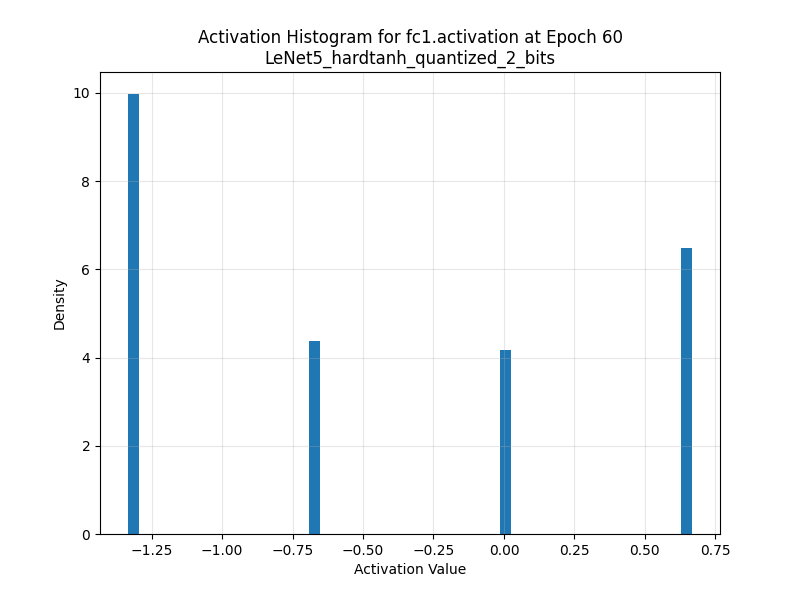 Activation Histogram for fc1.activation at Epoch 60
LeNet5_hardtanh_quantized_2_bits
10
8
6
4
2
0
Density
−1.25 −1.00 −0.75 −0.50 −0.25 0.00 0.25 0.50 0.75
Activation Value